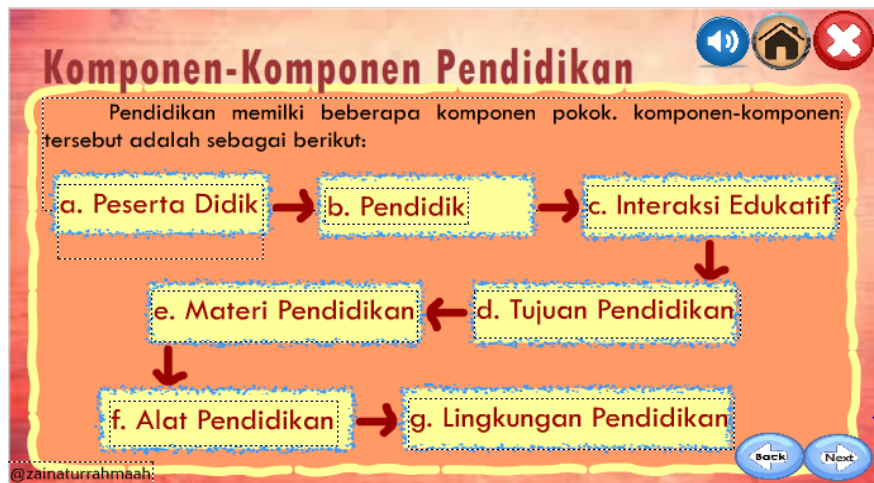 Komponen-Komponen Pendidikan
Pendidikan memilki beberapa komponen pokok. komponen-komponen
tersebut adalah sebagai berikut:
a. Peserta Didik
b. Pendidik
c. Interaksi Edukatif
d. Tujuan Pendidikan
e. Materi Pendidikan
f. Alat Pendidikan
g. Lingkungan Pendidikan
Back
Next
@zainaturrahmaah